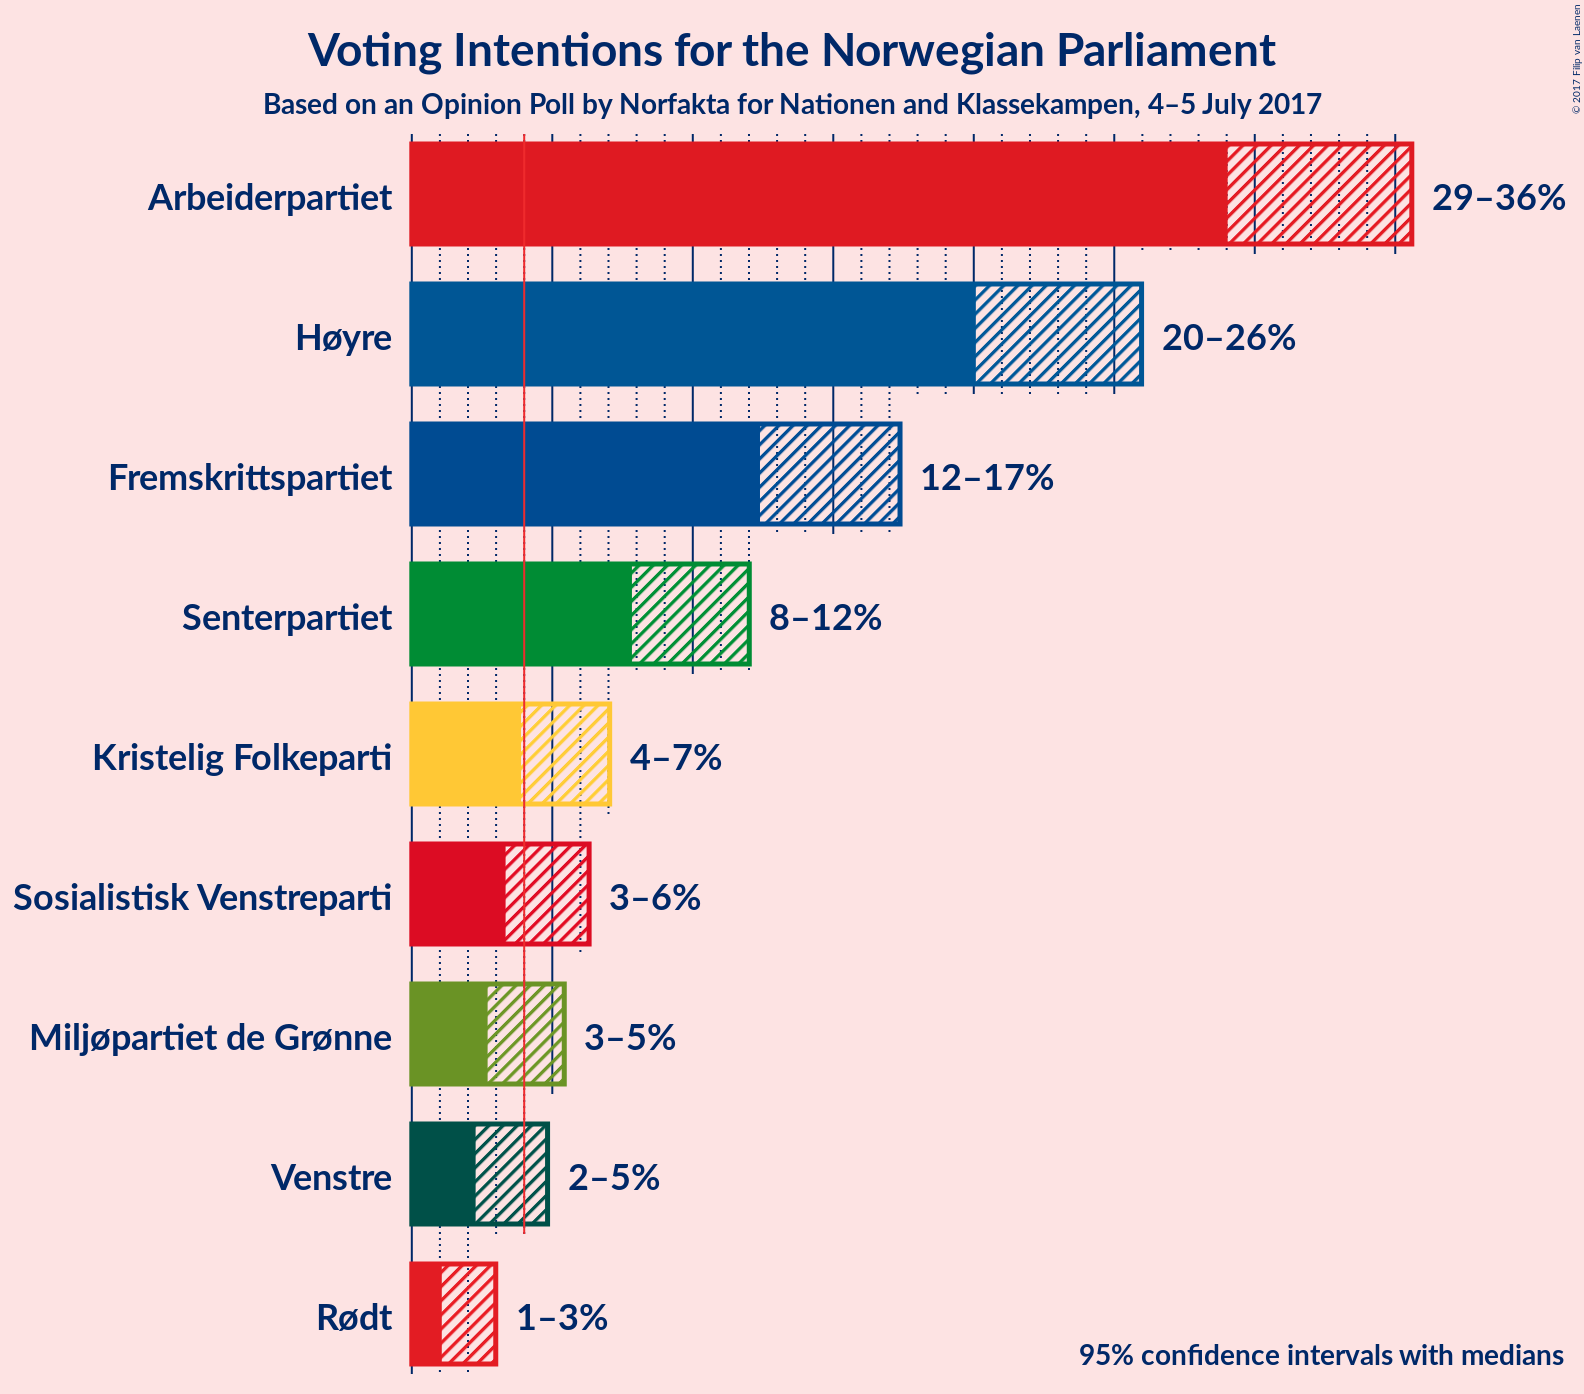 Voting Intentions for the Norwegian Parliament
Based on an Opinion Poll by Norfakta for Nationen and Klassekampen, 4–5 July 2017
© 2017 Filip van Laenen
Arbeiderpartiet 29–36%
Høyre 20–26%
Fremskrittspartiet 12–17%
Senterpartiet 8–12%
Kristelig Folkeparti 4–7%
Sosialistisk Venstreparti 3–6%
Miljøpartiet de Grønne 3–5%
Venstre 2–5%
Rødt 1–3%
95% confidence intervals with medians